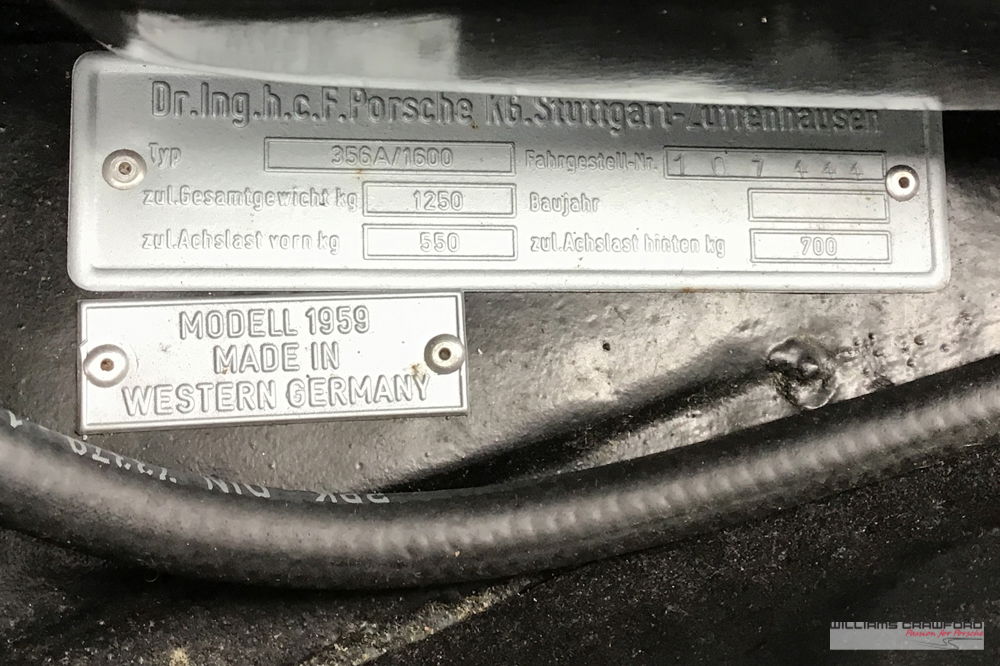 Dr.Ing.h.c.F.Porsche KG.Stuttgart-Zuffenhausen
Typ 356A/1600 Fahrgestell-Nr. 107444
zul.Gesamtgewicht kg 1250 Baujahr
zul.Achslast vorn kg 550 zul.Achslast hinten kg 700
MODELL 1959
MADE IN
WESTERN GERMANY
DIN
WILLIAMS CRAWFORD
Passion for Porsche